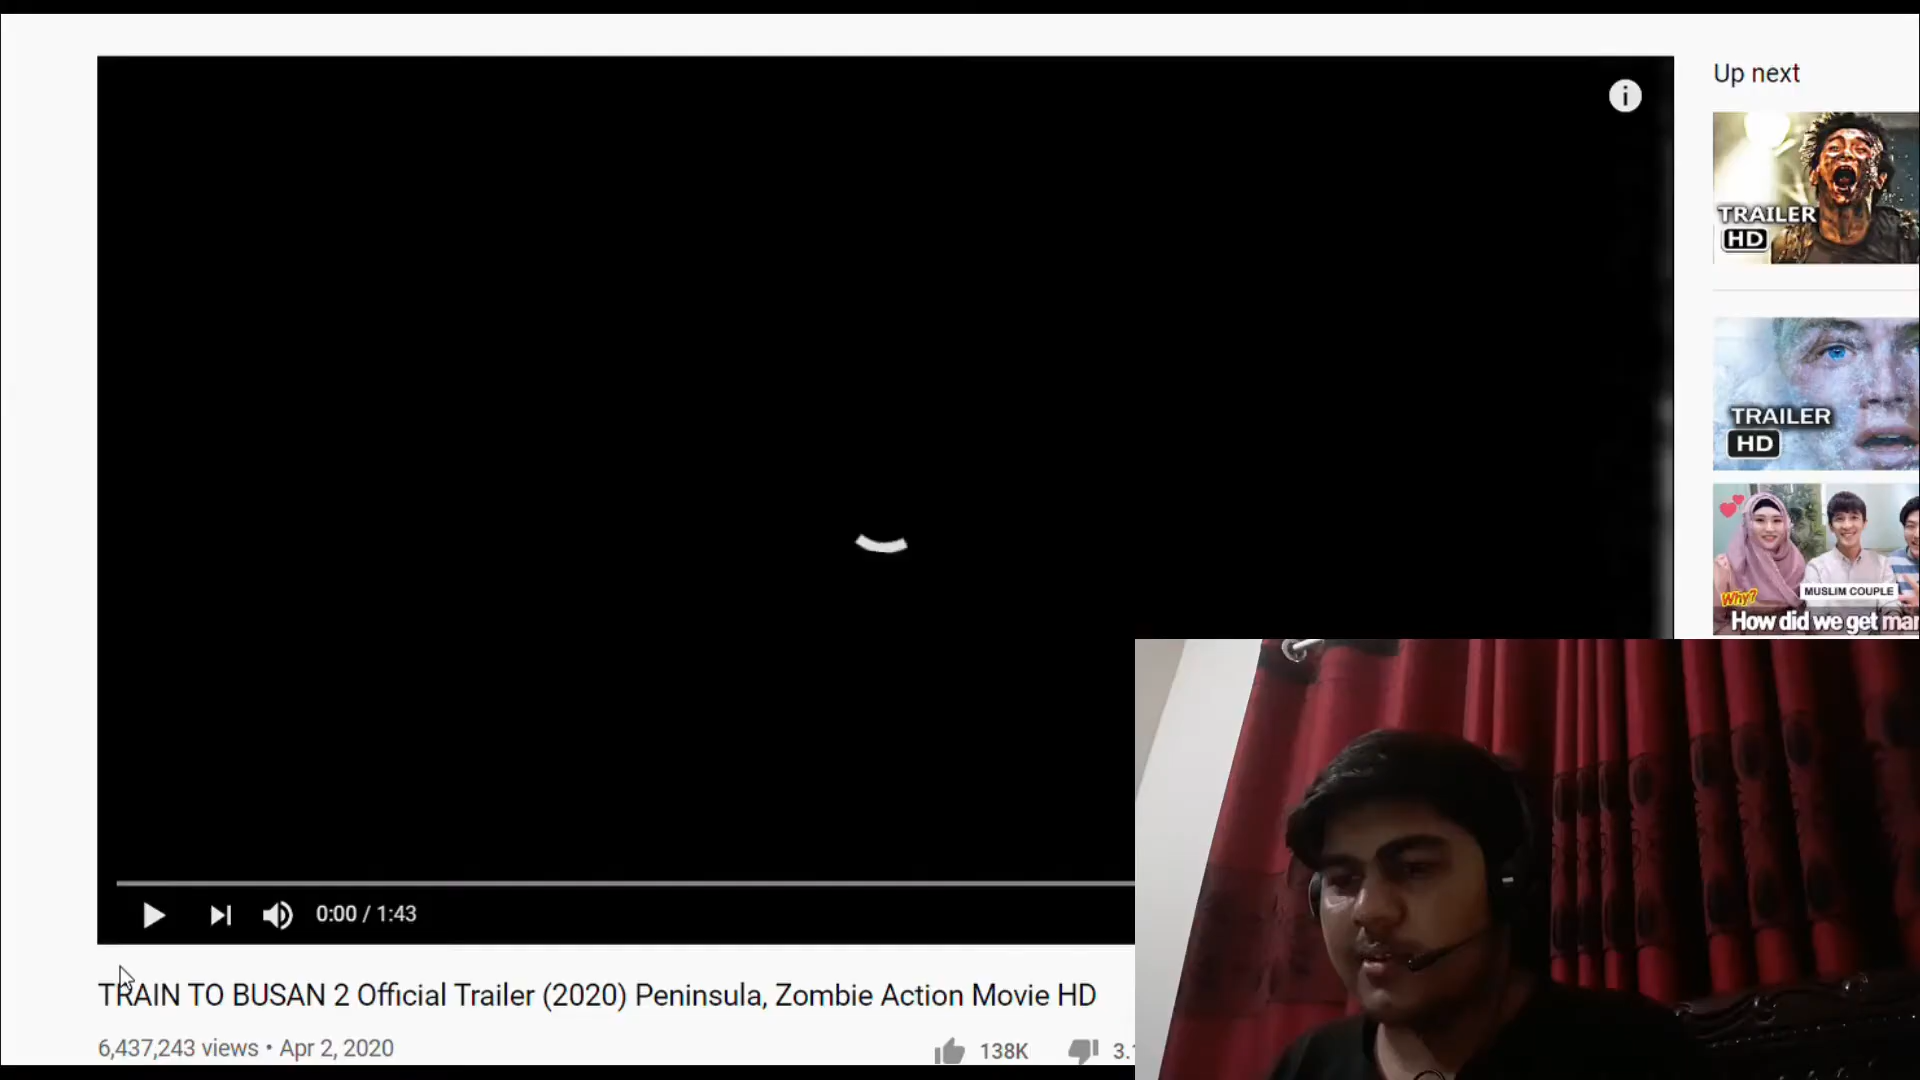 Up next
TRAILER
HD
TRAILER
HD
Why?
MUSLIM COUPLE
How did we get mar
0:00 / 1:43
TRAIN TO BUSAN 2 Official Trailer (2020) Peninsula, Zombie Action Movie HD
6,437,243 views • Apr 2, 2020
138K
3.